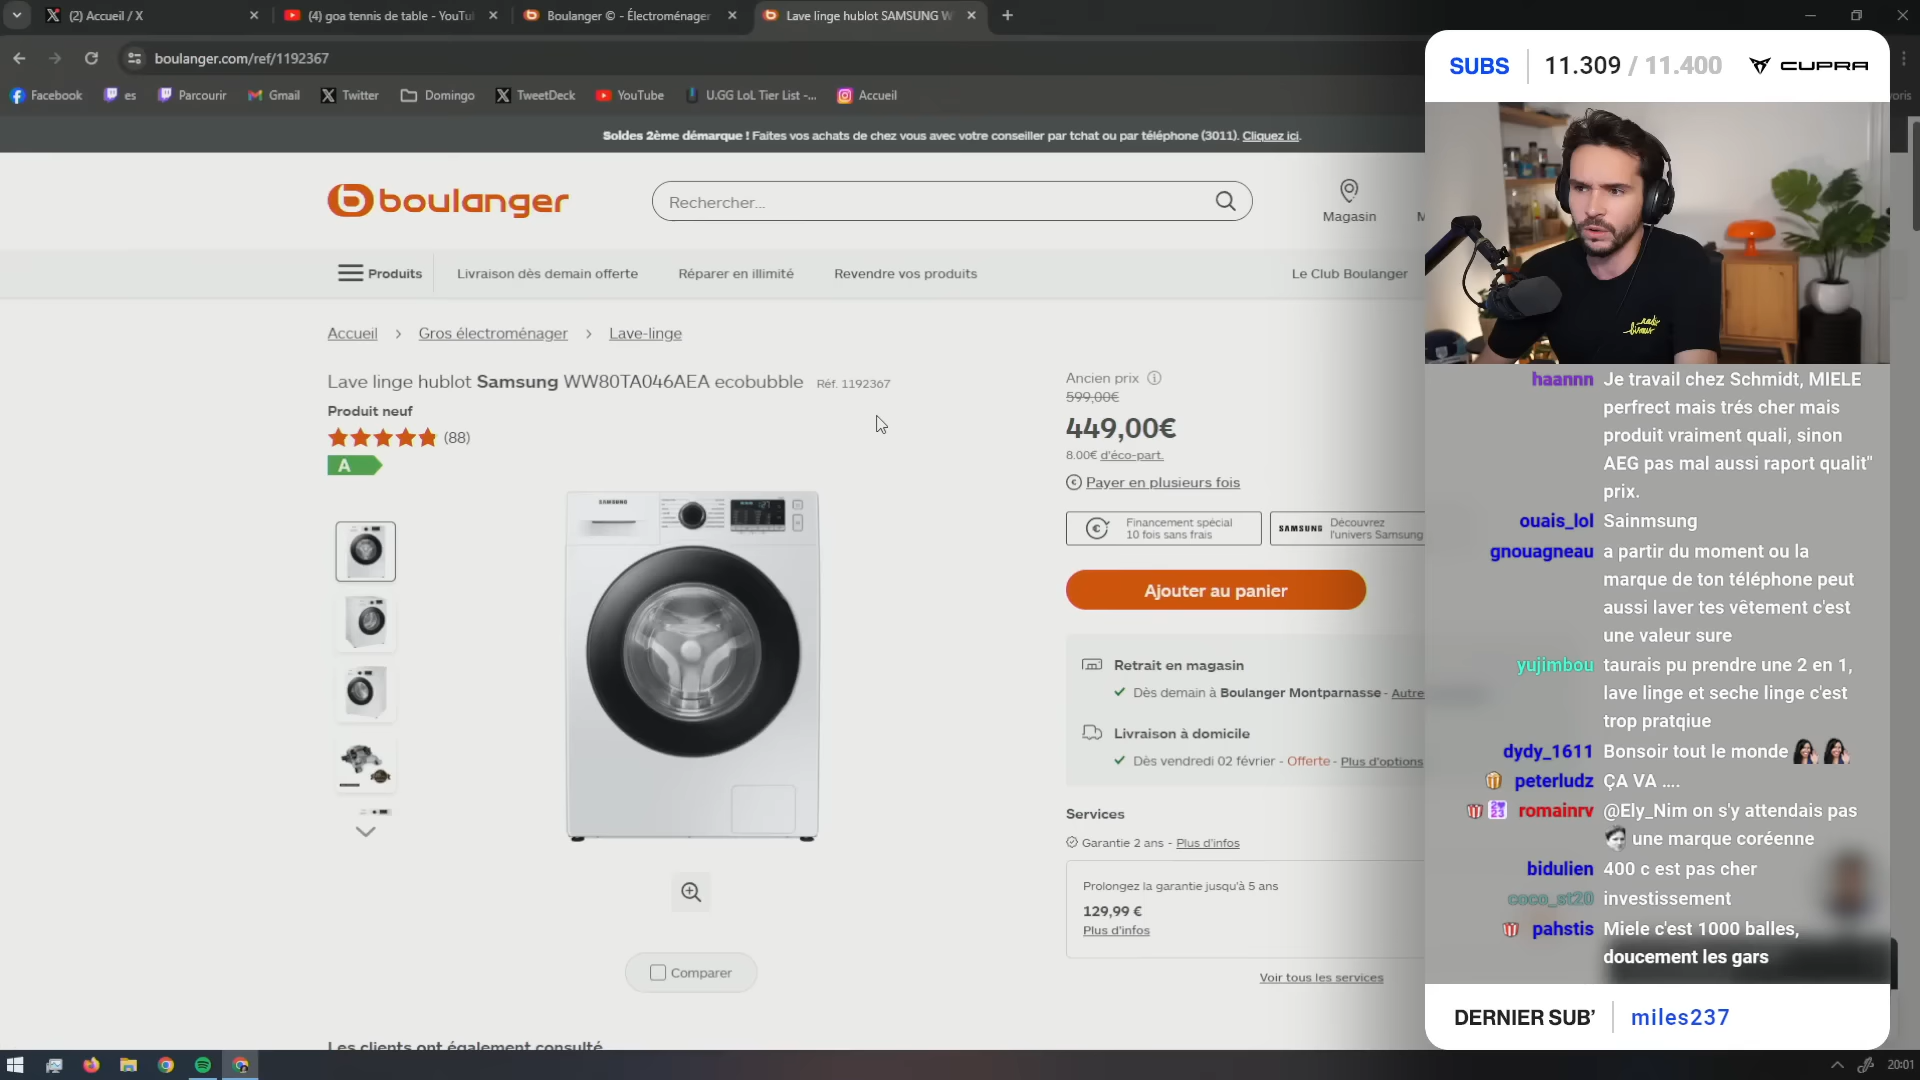 (2) Accueil / X
(4) goa tennis de table - YouTu
Boulanger © - Électroménager
Lave linge hublot SAMSUNG W
boulanger.com/ref/1192367
Facebook
es
Parcourir
Gmail
Twitter
Domingo
TweetDeck
YouTube
U.GG LoL Tier List -...
Accueil
Soldes 2ème démarque ! Faites vos achats de chez vous avec votre conseiller par tchat ou par téléphone (3011). Cliquez ici.
boulanger
Rechercher...
Magasin
Produits
Livraison dès demain offerte
Réparer en illimité
Revendre vos produits
Le Club Boulanger
Accueil > Gros électroménager > Lave-linge
Lave linge hublot Samsung WW80TA046AEA ecobubble Réf. 1192367
Produit neuf
(88)
A
SAMSUNG
Comparer
Les clients ont également consulté
Ancien prix
599,00€
449,00€
8.00€ d'éco-part.
Payer en plusieurs fois
Financement spécial
10 fois sans frais
SAMSUNG
Découvrez
l'univers Samsung
Ajouter au panier
Retrait en magasin
Dès demain à Boulanger Montparnasse - Autre
Livraison à domicile
Dès vendredi 02 février - Offerte - Plus d'options
Services
Garantie 2 ans - Plus d'infos
Prolongez la garantie jusqu'à 5 ans
129,99 €
Plus d'infos
Voir tous les services
SUBS 11.309 / 11.400 CUPRA
haannn Je travail chez Schmidt, MIELE
perfrect mais trés cher mais
produit vraiment quali, sinon
AEG pas mal aussi raport qualit"
prix.
ouais_lol Sainmsung
gnouagneau a partir du moment ou la
marque de ton téléphone peut
aussi laver tes vêtement c'est
une valeur sure
yujimbou taurais pu prendre une 2 en 1,
lave linge et seche linge c'est
trop pratqiue
dydy_1611 Bonsoir tout le monde
peterludz ÇA VA ....
romainrv @Ely_Nim on s'y attendais pas
une marque coréenne
bidulien 400 c est pas cher
coco_st20 investissement
pahstis Miele c'est 1000 balles,
doucement les gars
DERNIER SUB' miles237
20:01